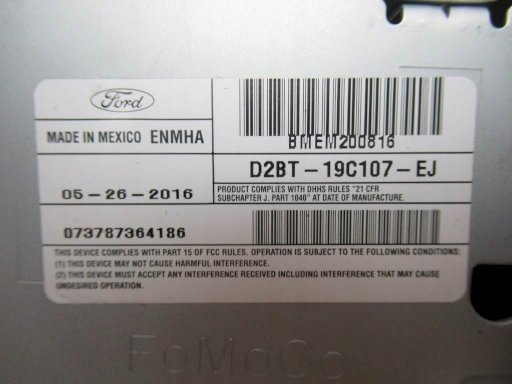 Ford
MADE IN MEXICO ENMHA
BMEM200816
D2BT-19C107-EJ
05-26-2016
PRODUCT COMPLIES WITH DHHS RULES "21 CFR
SUBCHAPTER J, PART 1040" AT DATE OF MANUFACTURE.
073787364186
THIS DEVICE COMPLIES WITH PART 15 OF FCC RULES. OPERATION IS SUBJECT TO THE FOLLOWING CONDITIONS:
(1) THIS DEVICE MAY NOT CAUSE HARMFUL INTERFERENCE.
(2) THIS DEVICE MUST ACCEPT ANY INTERFERENCE RECEIVED INCLUDING INTERFERENCE THAT MAY CAUSE
UNDESIRED OPERATION.
FoMoCo